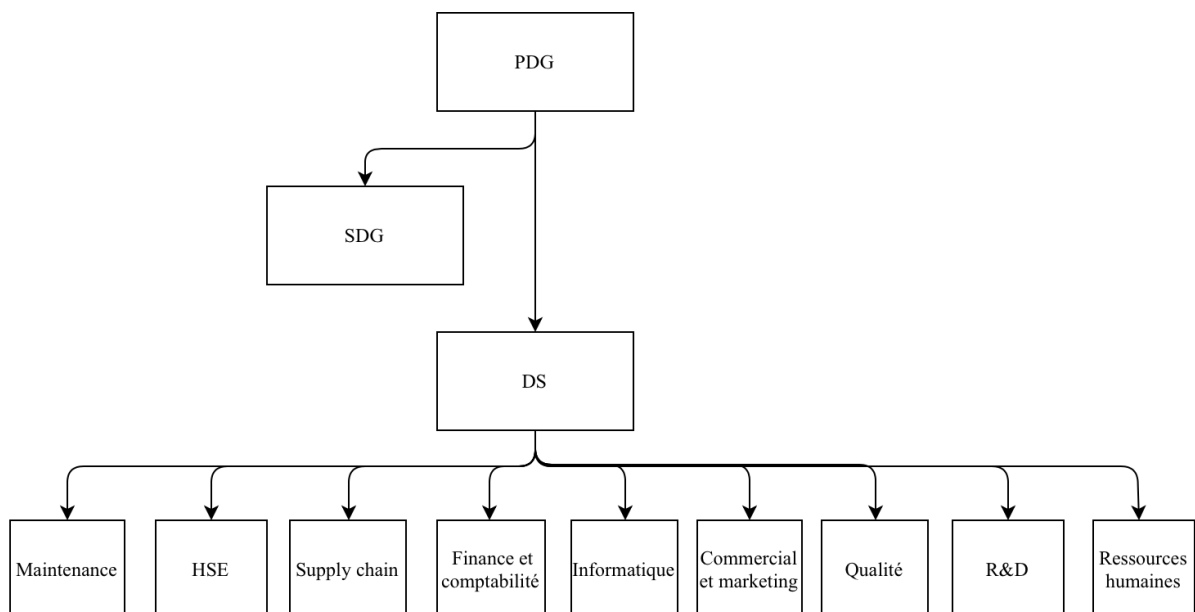 PDG
SDG
DS
Maintenance
HSE
Supply chain
Finance et
comptabilité
Informatique
Commercial
et marketing
Qualité
R&D
Ressources
humaines